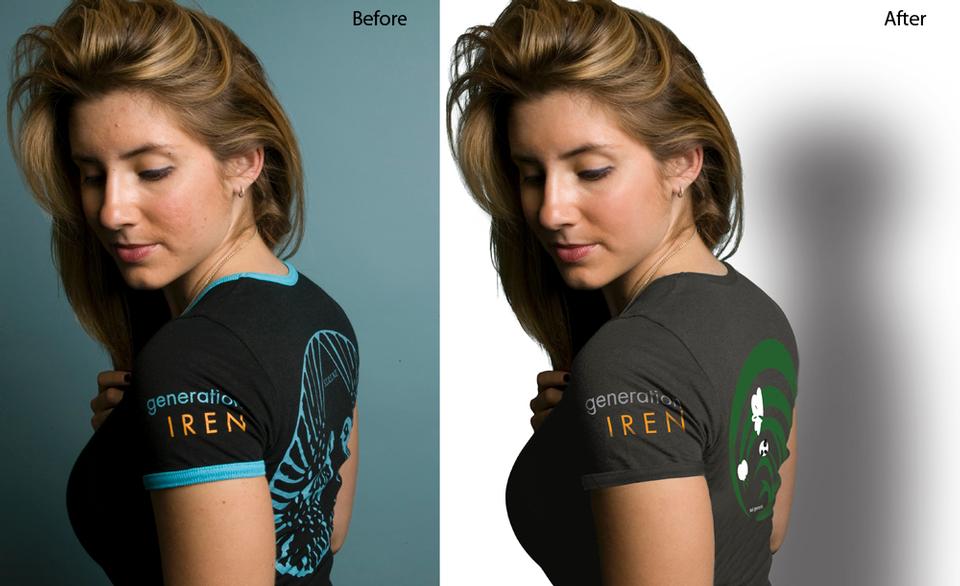 Before
After
generation
IREN
generation
IREN